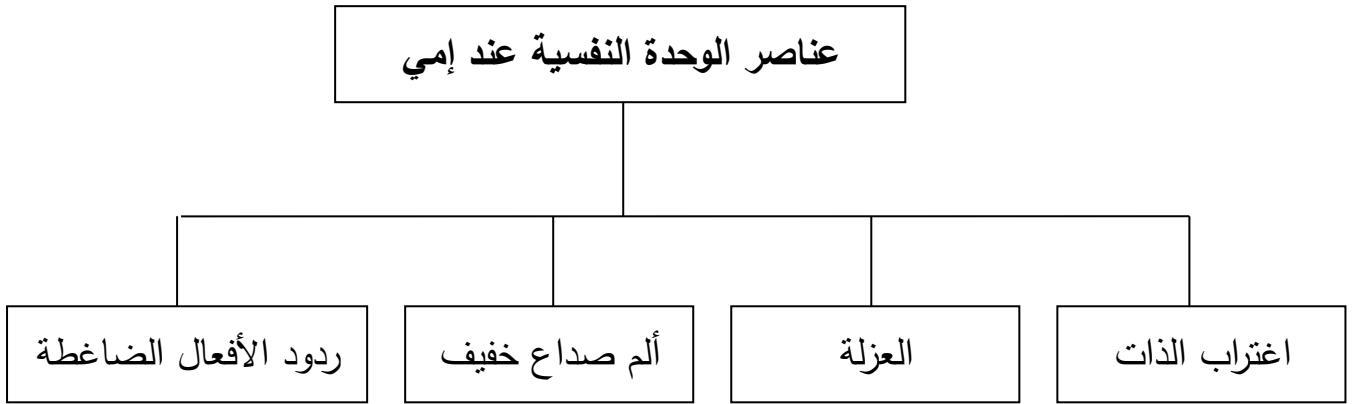 عناصر الوحدة النفسية عند إمي
اغتراب الذات
العزلة
ألم صداع خفيف
ردود الأفعال الضاغطة